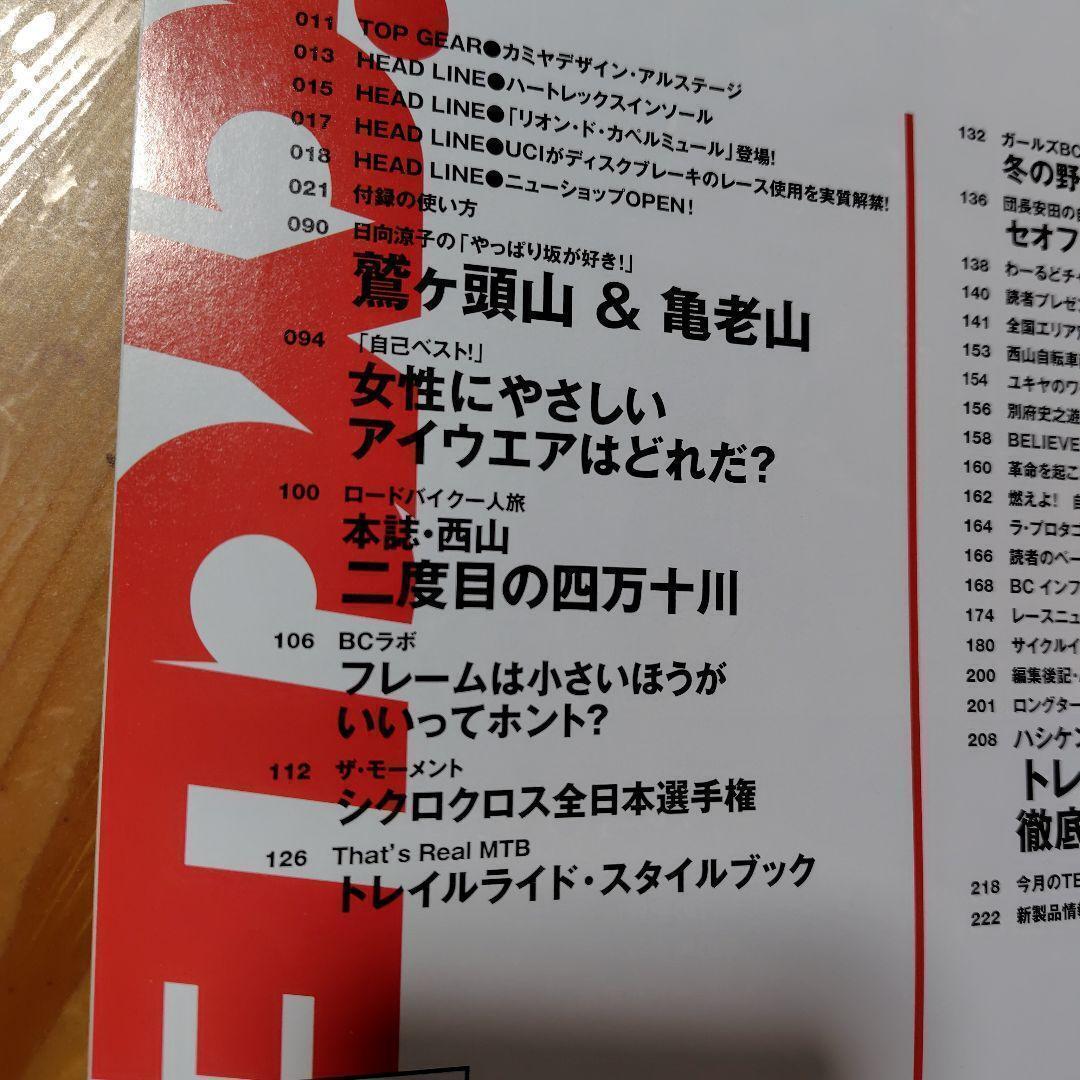 011 TOP GEAR●カミヤデザイン・アルステージ
013 HEAD LINE●ハートレックスインソール
015 HEAD LINE●「リオン・ド・カペルミュール」登場!
017 HEAD LINE●UCIがディスクブレーキのレース使用を実質解禁!
018 HEAD LINE●ニューショップOPEN!
021 付録の使い方
090 日向涼子の「やっぱり坂が好き!」
鷲ヶ頭山 & 亀老山
094 「自己ベスト!」
女性にやさしい
アイウエアはどれだ?
100 ロードバイク一人旅
本誌・西山
二度目の四万十川
106 BCラボ
フレームは小さいほうが
いいってホント?
112 ザ・モーメント
シクロクロス全日本選手権
126 That's Real MTB
トレイルライド・スタイルブック
132 ガールズBC
冬の野
136 団長安田の
セオフ
138 わーるどチャ
140 読者プレゼ
141 全国エリア
153 西山自転車
154 ユキヤのワ
156 別府史之遊
158 BELIEVE
160 革命を起こ
162 燃えよ!
164 ラ・プロタゴ
166 読者のペー
168 BC インフ
174 レースニュ
180 サイクルイ
200 編集後記・
201 ロングター
208 ハシケン
トレ
徹底
218 今月のTE
222 新製品情